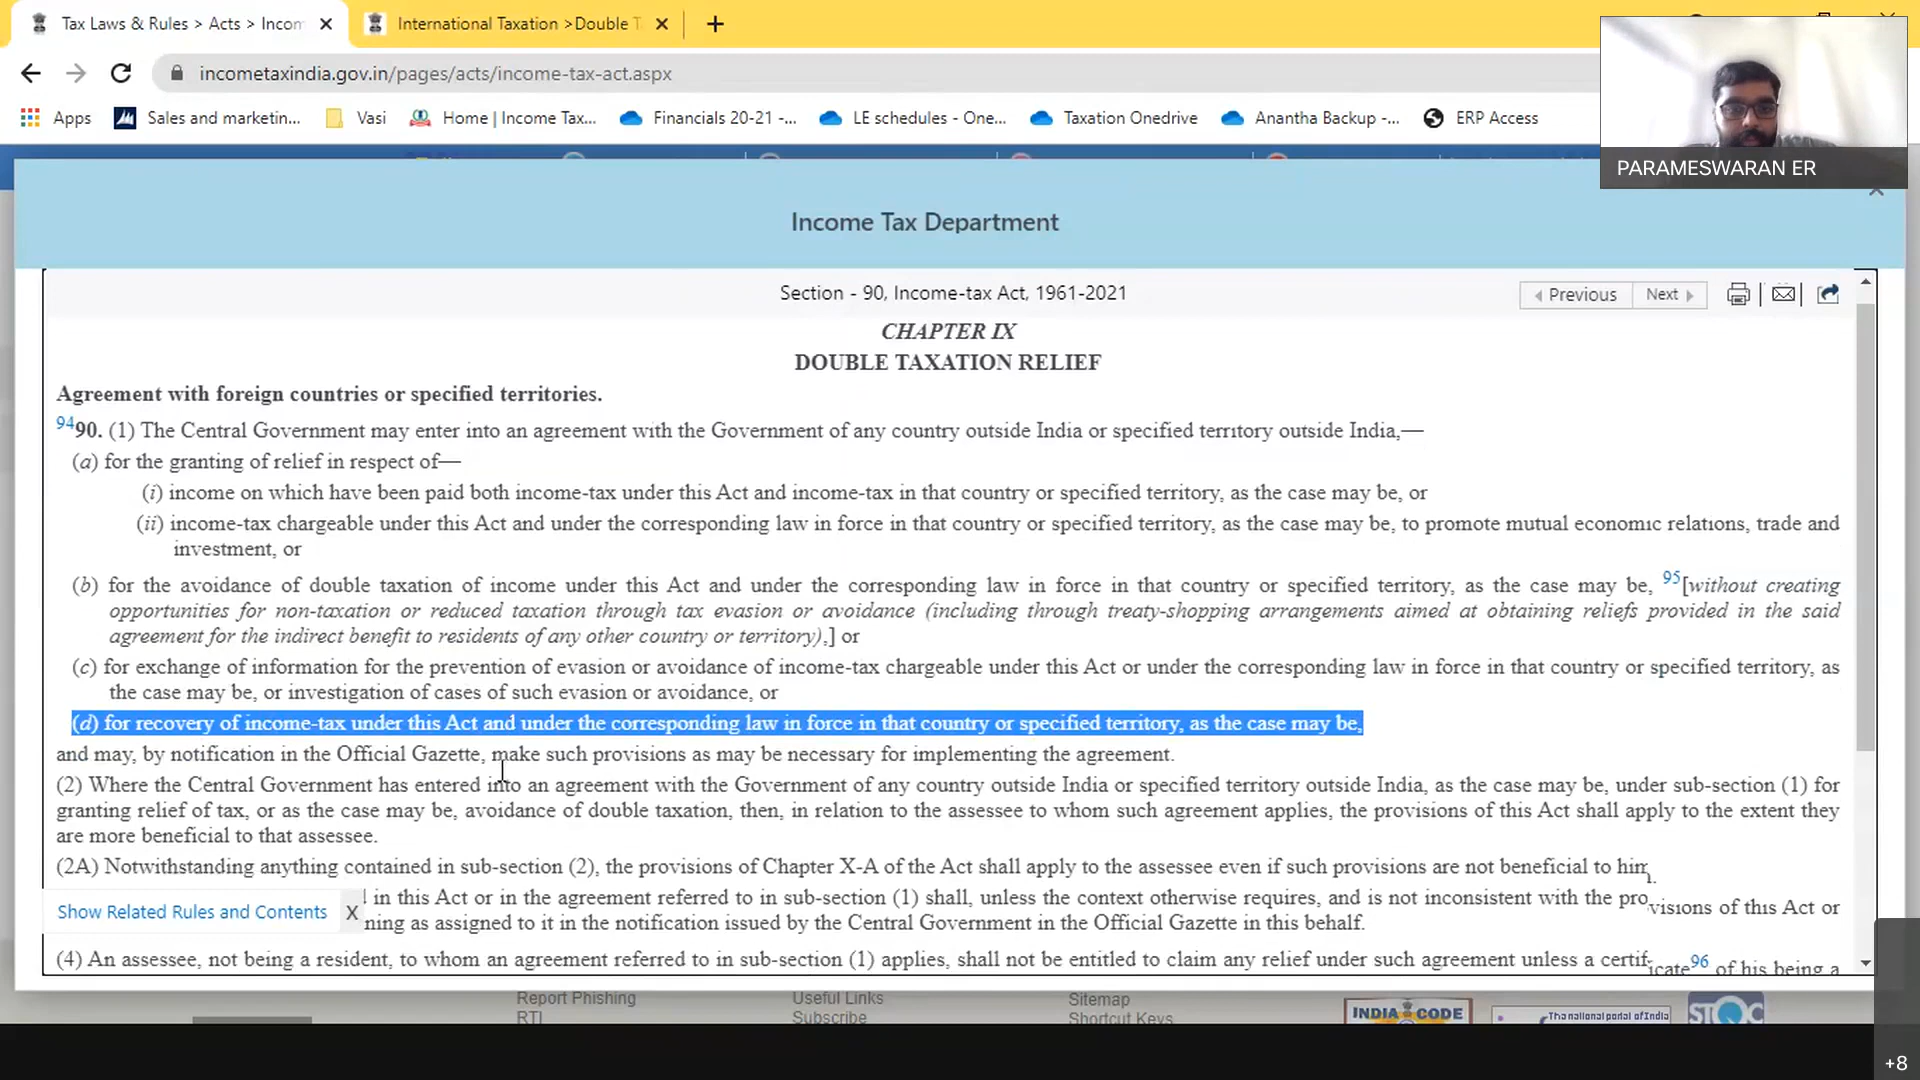 Tax Laws & Rules > Acts > Incom
International Taxation >Double T
incometaxindia.gov.in/pages/acts/income-tax-act.aspx
Apps
Sales and marketin...
Vasi
Home | Income Tax...
Financials 20-21 -...
LE schedules - One...
Taxation Onedrive
Anantha Backup -...
ERP Access
PARAMESWARAN ER
Income Tax Department
Section - 90, Income-tax Act, 1961-2021
Previous
Next
CHAPTER IX
DOUBLE TAXATION RELIEF
Agreement with foreign countries or specified territories.
9490. (1) The Central Government may enter into an agreement with the Government of any country outside India or specified territory outside India,—
(a) for the granting of relief in respect of—
(i) income on which have been paid both income-tax under this Act and income-tax in that country or specified territory, as the case may be, or
(ii) income-tax chargeable under this Act and under the corresponding law in force in that country or specified territory, as the case may be, to promote mutual economic relations, trade and
investment, or
(b) for the avoidance of double taxation of income under this Act and under the corresponding law in force in that country or specified territory, as the case may be, 95[without creating
opportunities for non-taxation or reduced taxation through tax evasion or avoidance (including through treaty-shopping arrangements aimed at obtaining reliefs provided in the said
agreement for the indirect benefit to residents of any other country or territory),] or
(c) for exchange of information for the prevention of evasion or avoidance of income-tax chargeable under this Act or under the corresponding law in force in that country or specified territory, as
the case may be, or investigation of cases of such evasion or avoidance, or
(d) for recovery of income-tax under this Act and under the corresponding law in force in that country or specified territory, as the case may be,
and may, by notification in the Official Gazette, make such provisions as may be necessary for implementing the agreement.
(2) Where the Central Government has entered into an agreement with the Government of any country outside India or specified territory outside India, as the case may be, under sub-section (1) for
granting relief of tax, or as the case may be, avoidance of double taxation, then, in relation to the assessee to whom such agreement applies, the provisions of this Act shall apply to the extent they
are more beneficial to that assessee.
(2A) Notwithstanding anything contained in sub-section (2), the provisions of Chapter X-A of the Act shall apply to the assessee even if such provisions are not beneficial to him.
in this Act or in the agreement referred to in sub-section (1) shall, unless the context otherwise requires, and is not inconsistent with the provisions of this Act or
Show Related Rules and Contents X
ning as assigned to it in the notification issued by the Central Government in the Official Gazette in this behalf.
(4) An assessee, not being a resident, to whom an agreement referred to in sub-section (1) applies, shall not be entitled to claim any relief under such agreement unless a certificate96 of his being a
Report Phishing
Useful Links
Sitemap
RTI
Subscribe
Shortcut Keys
INDIA CODE
The national portal of India
STQC
+8